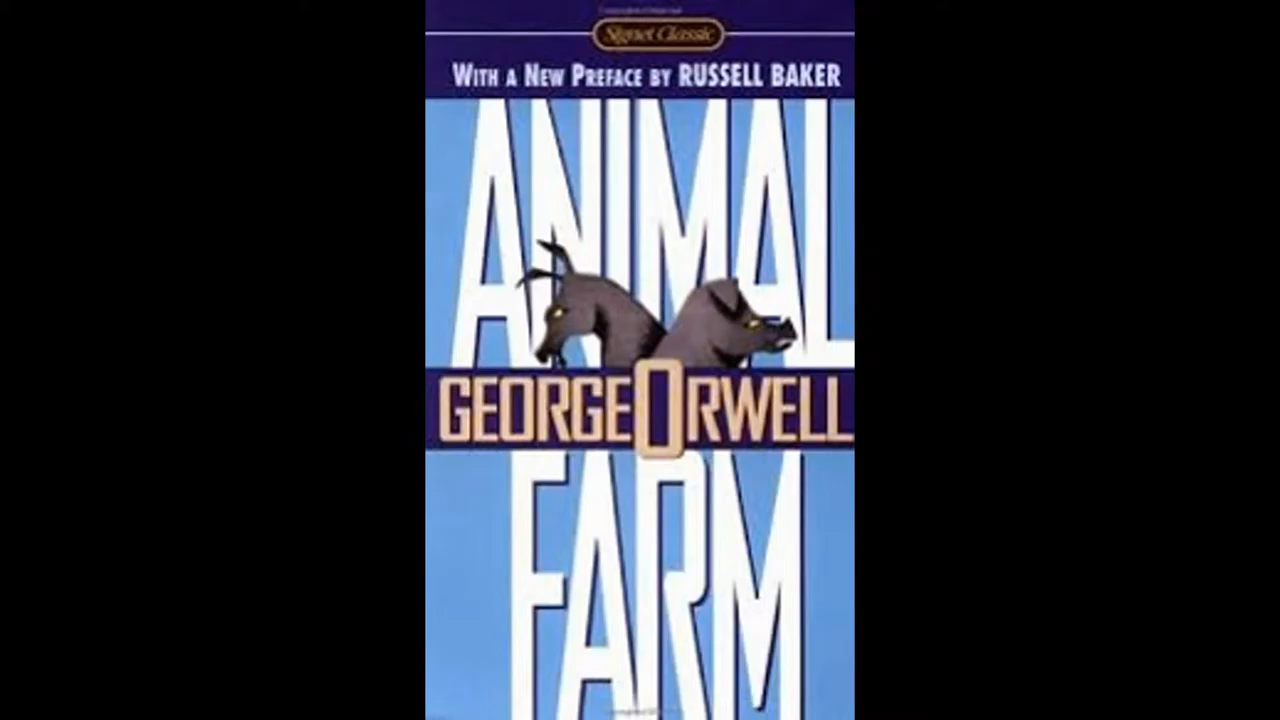 Signet Classic
WITH A NEW PREFACE BY RUSSELL BAKER
ANIMAL
GEORGE ORWELL
FARM